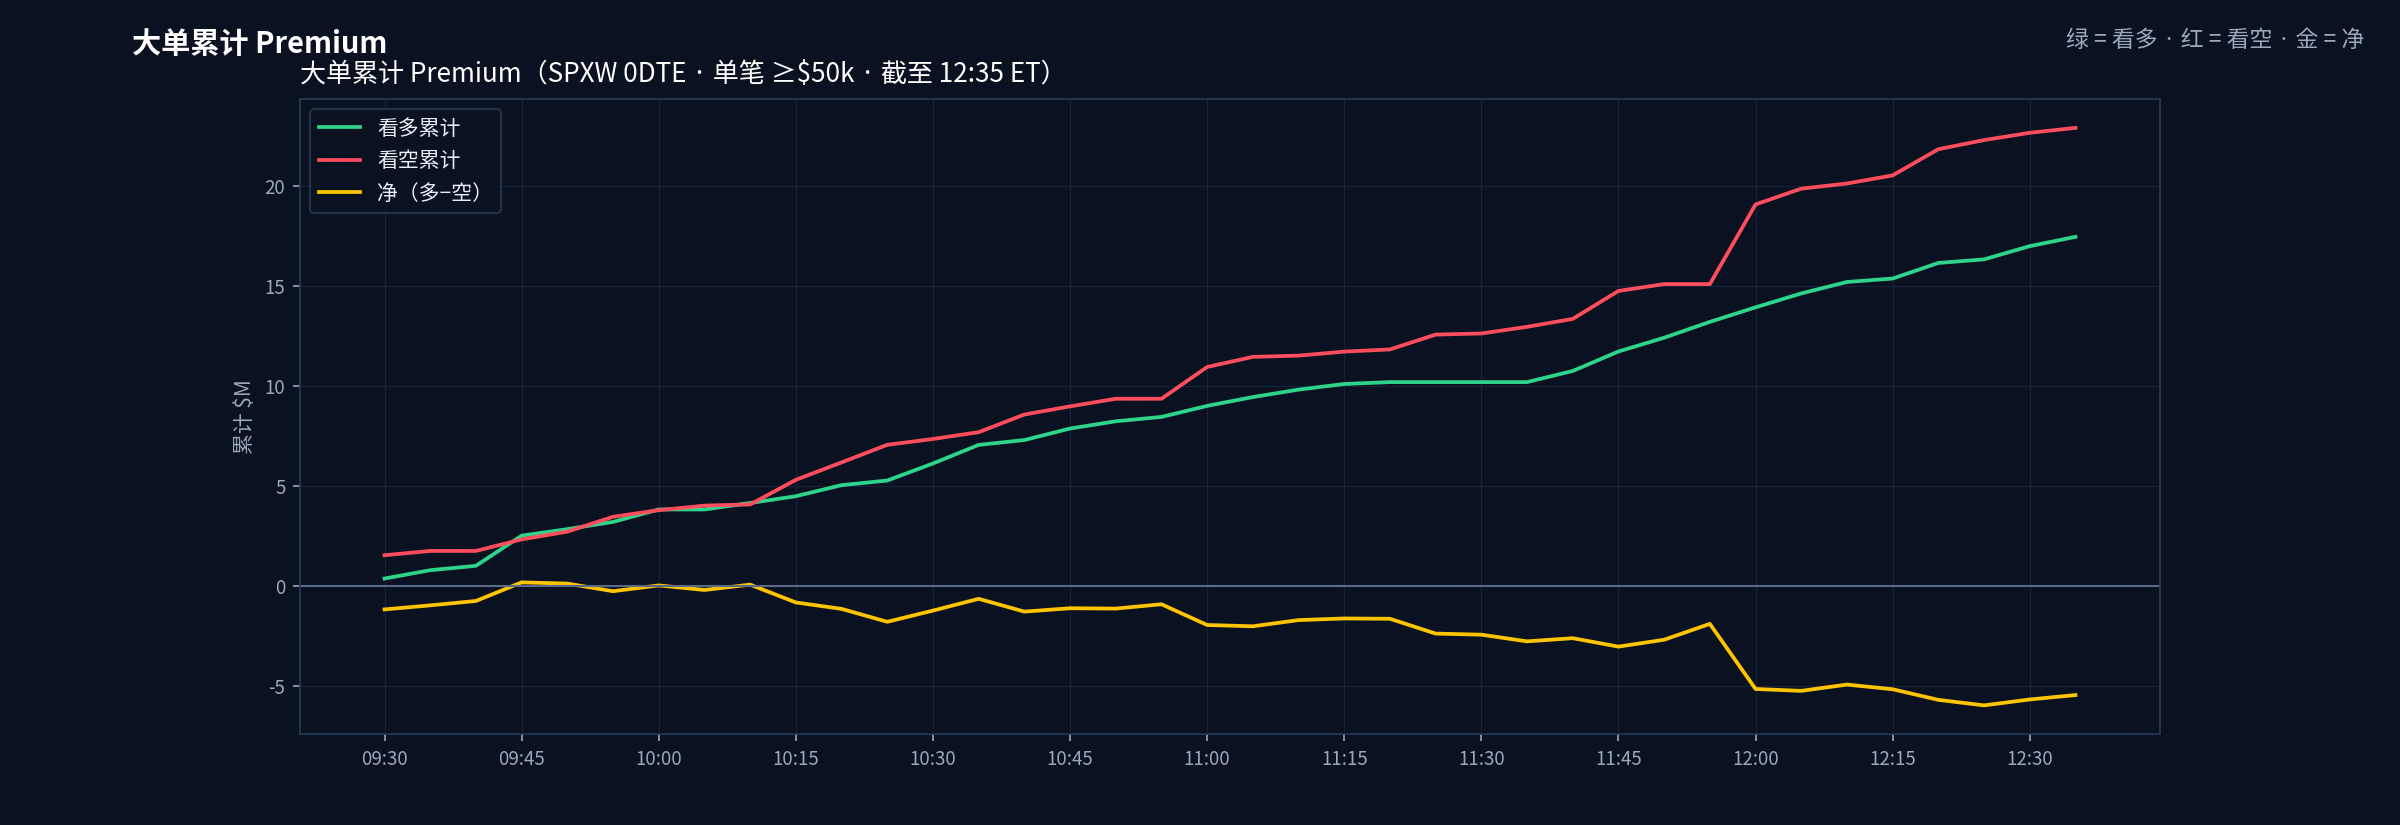 大单累计 Premium
绿 = 看多 · 红 = 看空 · 金 = 净
大单累计 Premium（SPXW 0DTE · 单笔 ≥$50k · 截至 12:35 ET）
看多累计
看空累计
净（多−空）
累计 $M
20
15
10
5
0
-5
09:30 09:45 10:00 10:15 10:30 10:45 11:00 11:15 11:30 11:45 12:00 12:15 12:30